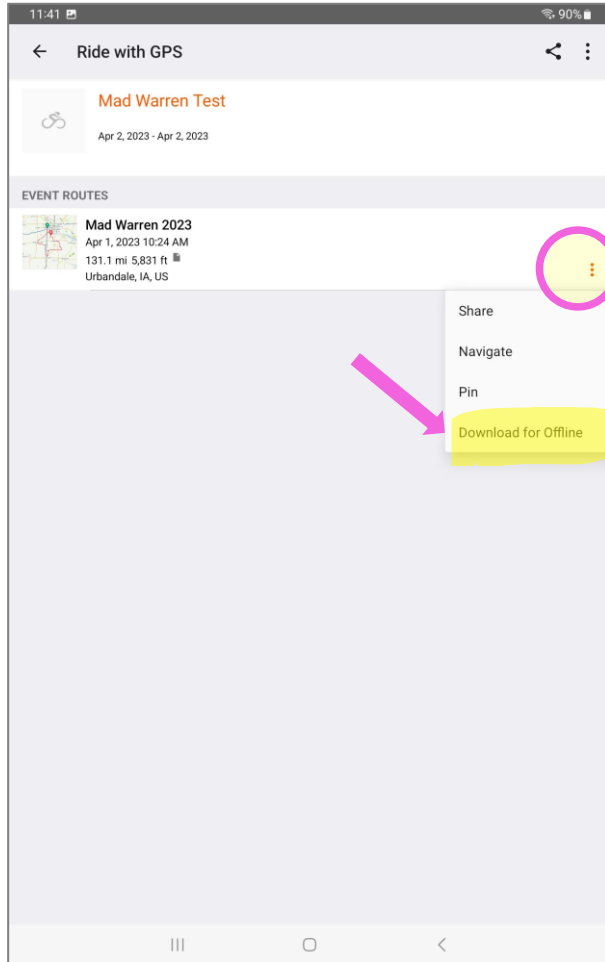 11:41 90%
Ride with GPS
Mad Warren Test
Apr 2, 2023 - Apr 2, 2023
EVENT ROUTES
Mad Warren 2023
Apr 1, 2023 10:24 AM
131.1 mi 5,831 ft
Urbandale, IA, US
Share
Navigate
Pin
Download for Offline